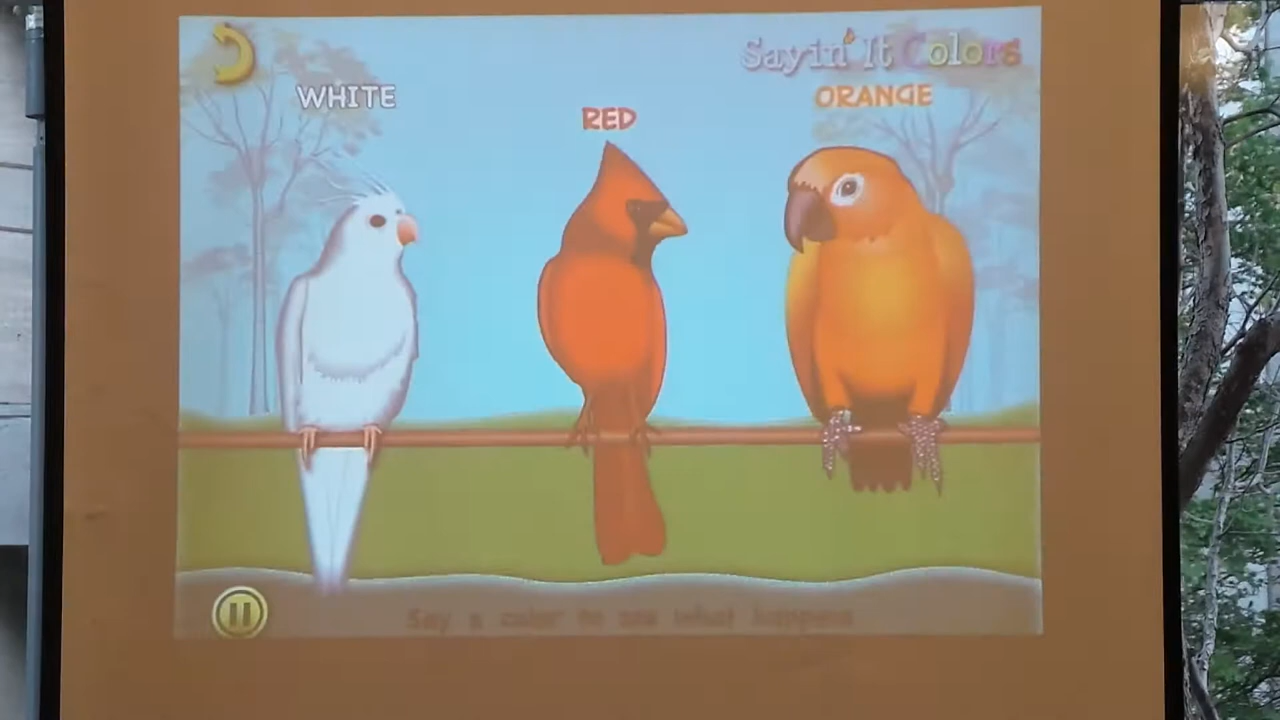 Sayin' It Colors
WHITE
RED
ORANGE
Say a color to see what happens